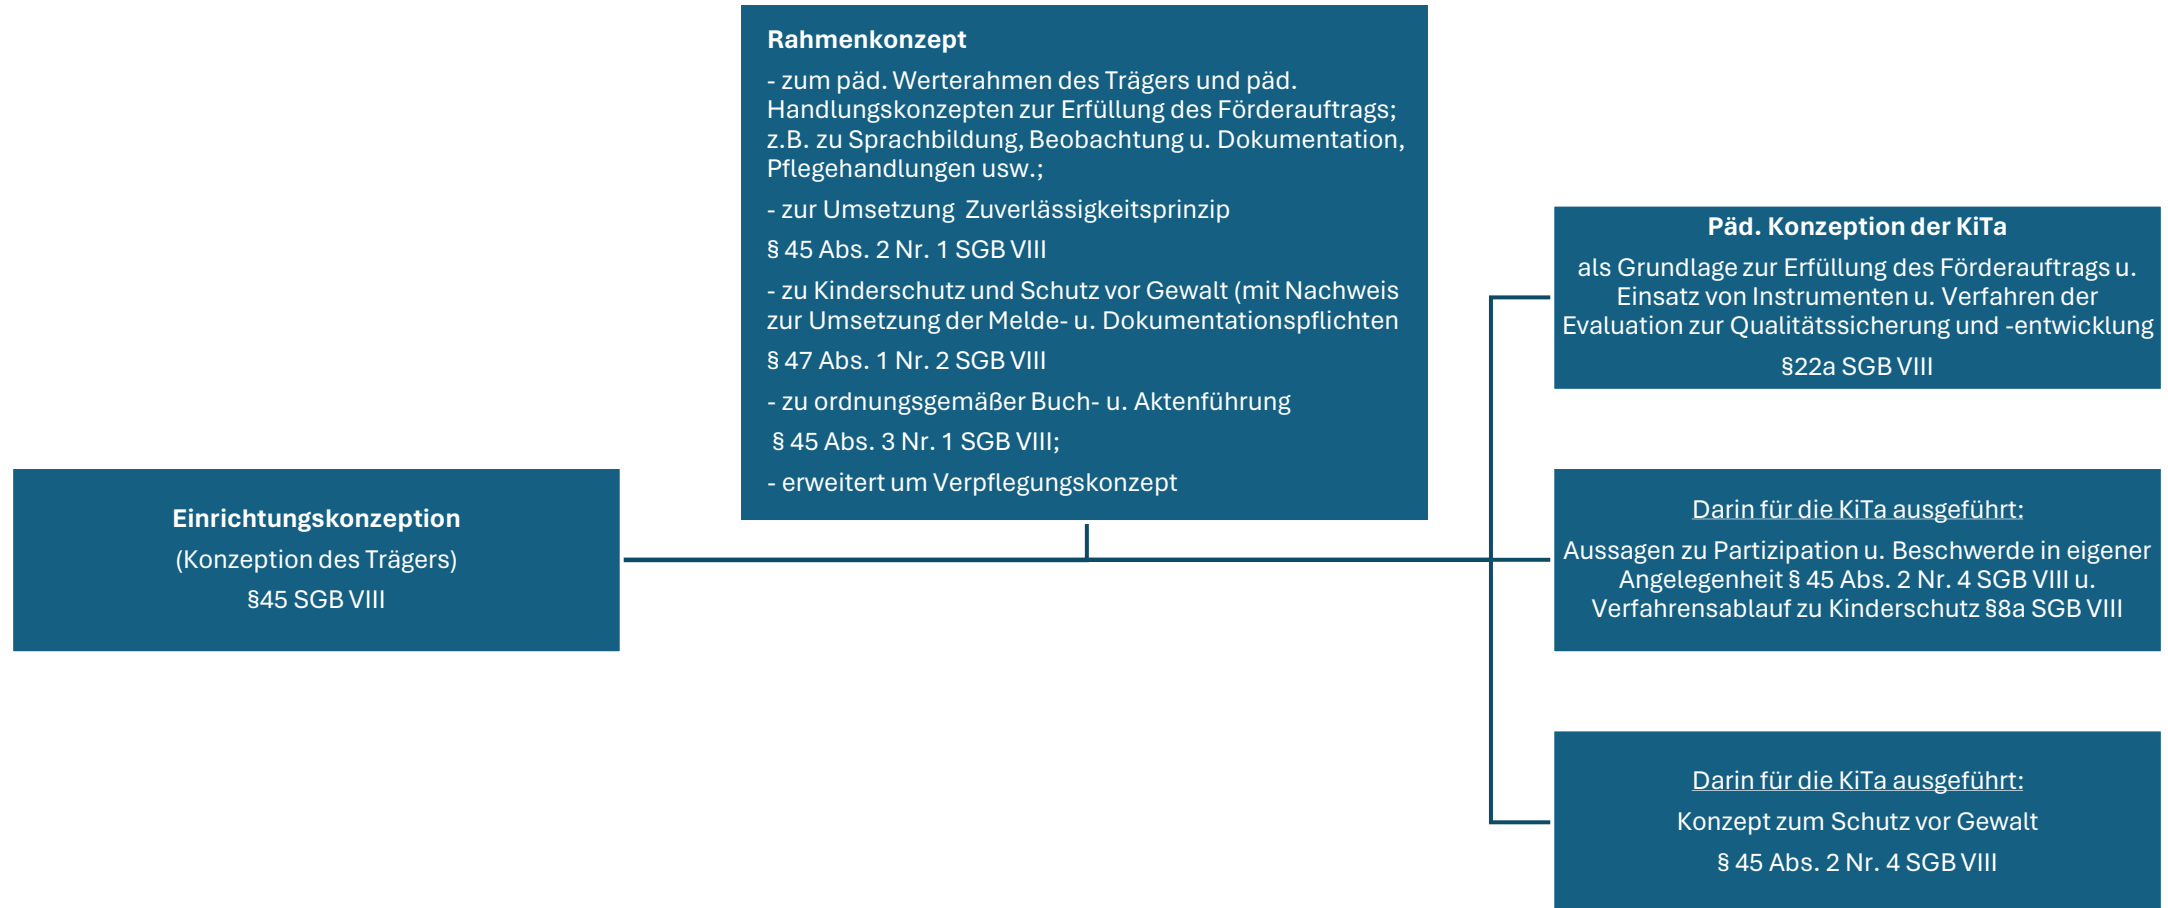 Rahmenkonzept
- zum päd. Werterahmen des Trägers und päd.
Handlungskonzepten zur Erfüllung des Förderauftrags;
z.B. zu Sprachbildung, Beobachtung u. Dokumentation,
Pflegehandlungen usw.;
- zur Umsetzung  Zuverlässigkeitsprinzip
§ 45 Abs. 2 Nr. 1 SGB VIII
- zu Kinderschutz und Schutz vor Gewalt (mit Nachweis
zur Umsetzung der Melde- u. Dokumentationspflichten
§ 47 Abs. 1 Nr. 2 SGB VIII
- zu ordnungsgemäßer Buch- u. Aktenführung
§ 45 Abs. 3 Nr. 1 SGB VIII;
- erweitert um Verpflegungskonzept
Einrichtungskonzeption
(Konzeption des Trägers)
§45 SGB VIII
Päd. Konzeption der KiTa
als Grundlage zur Erfüllung des Förderauftrags u.
Einsatz von Instrumenten u. Verfahren der
Evaluation zur Qualitätssicherung und -entwicklung
§22a SGB VIII
Darin für die KiTa ausgeführt:
Aussagen zu Partizipation u. Beschwerde in eigener
Angelegenheit § 45 Abs. 2 Nr. 4 SGB VIII u.
Verfahrensablauf zu Kinderschutz §8a SGB VIII
Darin für die KiTa ausgeführt:
Konzept zum Schutz vor Gewalt
§ 45 Abs. 2 Nr. 4 SGB VIII